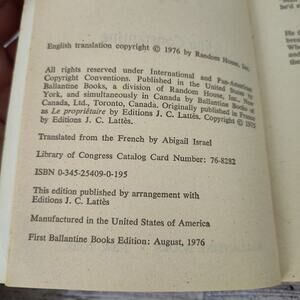 English translation copyright © 1976 by Random House, Inc.
All rights reserved under International and Pan-American
Copyright Conventions. Published in the United States by
Ballantine Books, a division of Random House, Inc., New
York, and simultaneously in Canada by Ballantine Books of
Canada, Ltd., Toronto, Canada. Originally published in France
as Le propriétaire by Editions J. C. Lattès. Copyright © 1975
by Editions J. C. Lattès.
Translated from the French by Abigail Israel
Library of Congress Catalog Card Number: 76-8282
ISBN 0-345-25409-0-195
This edition published by arrangement with
Editions J. C. Lattès
Manufactured in the United States of America
First Ballantine Books Edition: August, 1976